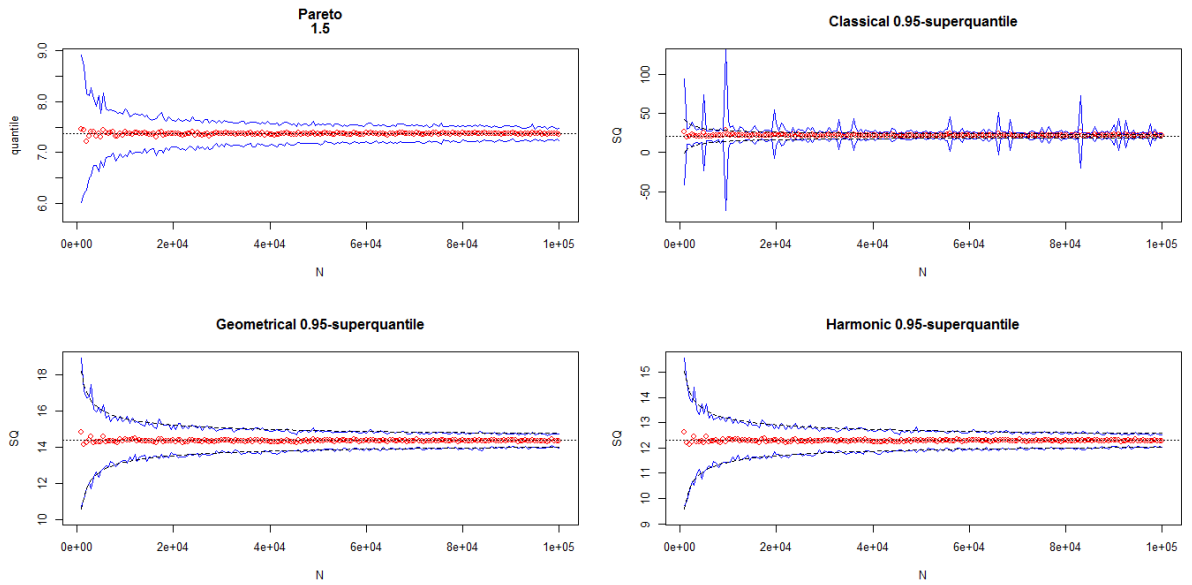 Pareto
1.5
quantile
9.0
8.0
7.0
6.0
0e+00 2e+04 4e+04 6e+04 8e+04 1e+05
N
Classical 0.95-superquantile
SQ
100
50
0
-50
0e+00 2e+04 4e+04 6e+04 8e+04 1e+05
N
Geometrical 0.95-superquantile
SQ
18
16
14
12
10
0e+00 2e+04 4e+04 6e+04 8e+04 1e+05
N
Harmonic 0.95-superquantile
SQ
15
14
13
12
11
10
9
0e+00 2e+04 4e+04 6e+04 8e+04 1e+05
N